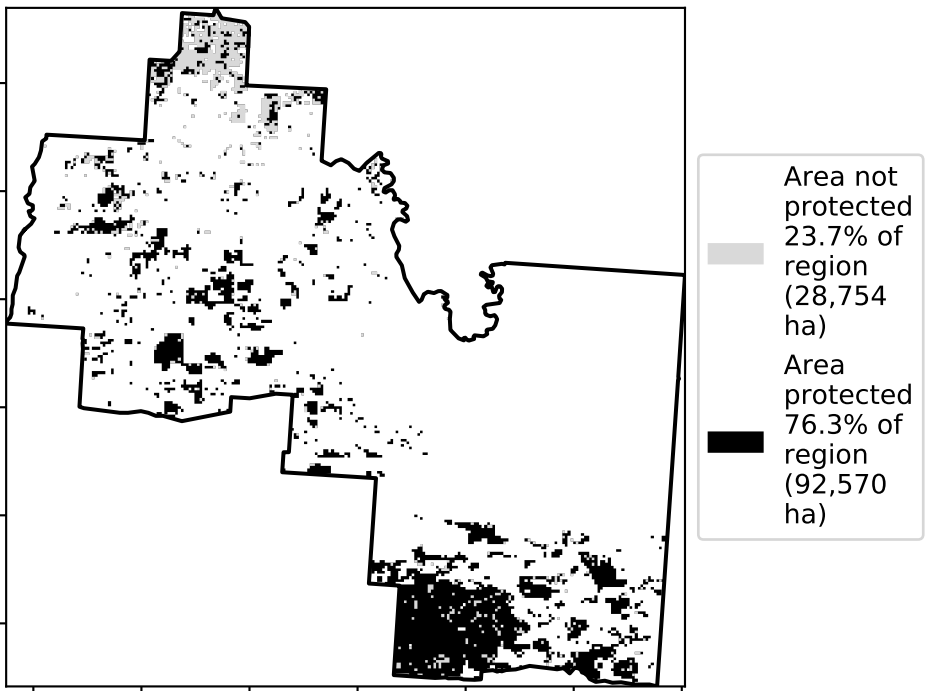 Area not
protected
23.7% of
region
(28,754
ha)
Area
protected
76.3% of
region
(92,570
ha)